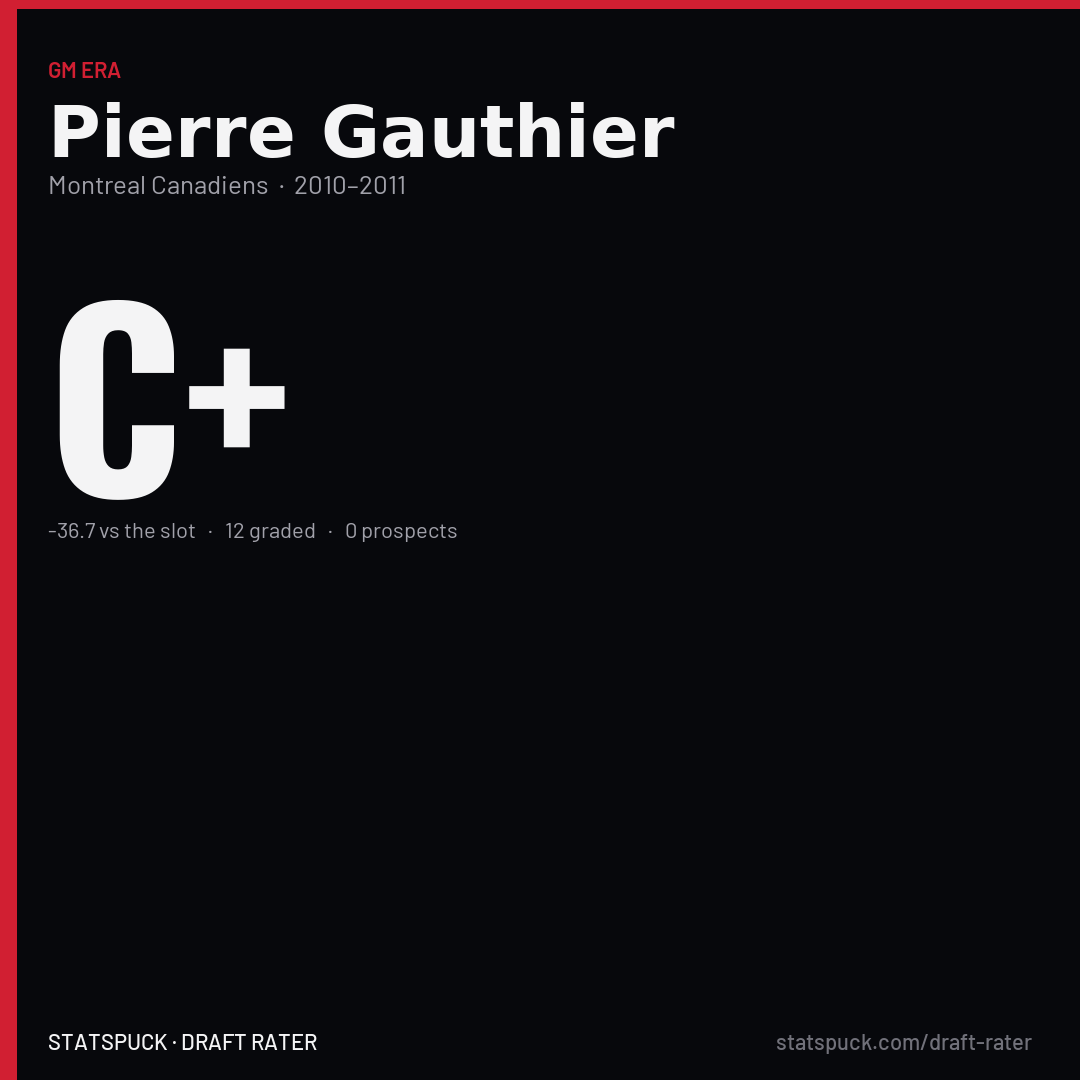 GM ERA
Pierre Gauthier
Montreal Canadiens · 2010–2011
C+
-36.7 vs the slot · 12 graded · 0 prospects
STATSPUCK · DRAFT RATER
statspuck.com/draft-rater